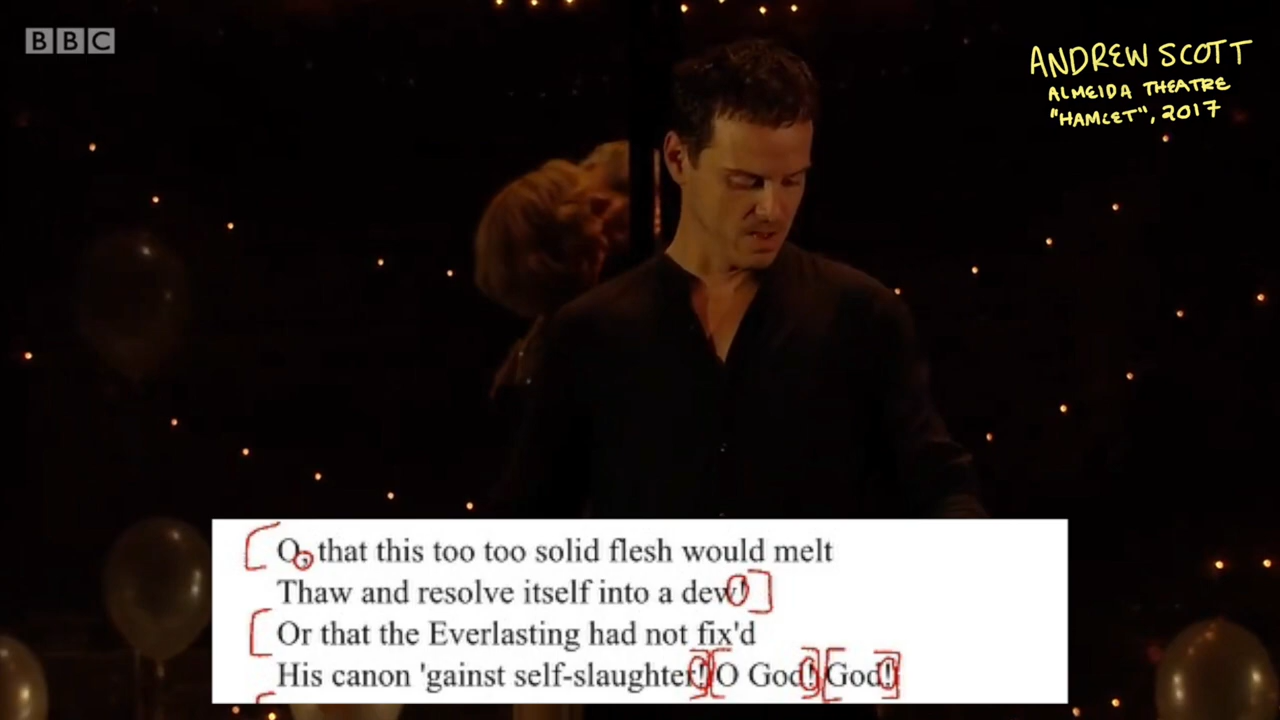 BBC
ANDREW SCOTT
ALMEIDA THEATRE
"HAMLET", 2017
O, that this too too solid flesh would melt
Thaw and resolve itself into a dew!
Or that the Everlasting had not fix'd
His canon 'gainst self-slaughter! O God! God!